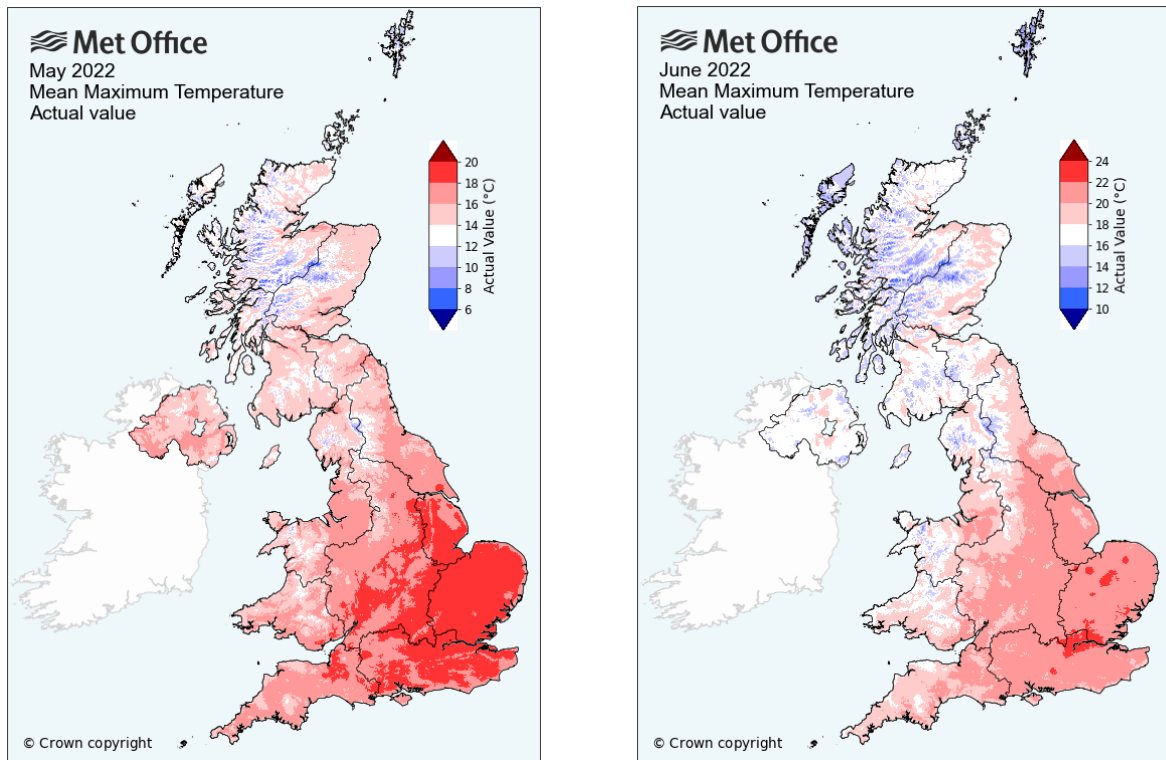 Met Office
May 2022
Mean Maximum Temperature
Actual value
20
18
16
14
12
10
8
6
Actual Value (°C)
© Crown copyright
Met Office
June 2022
Mean Maximum Temperature
Actual value
24
22
20
18
16
14
12
10
Actual Value (°C)
© Crown copyright